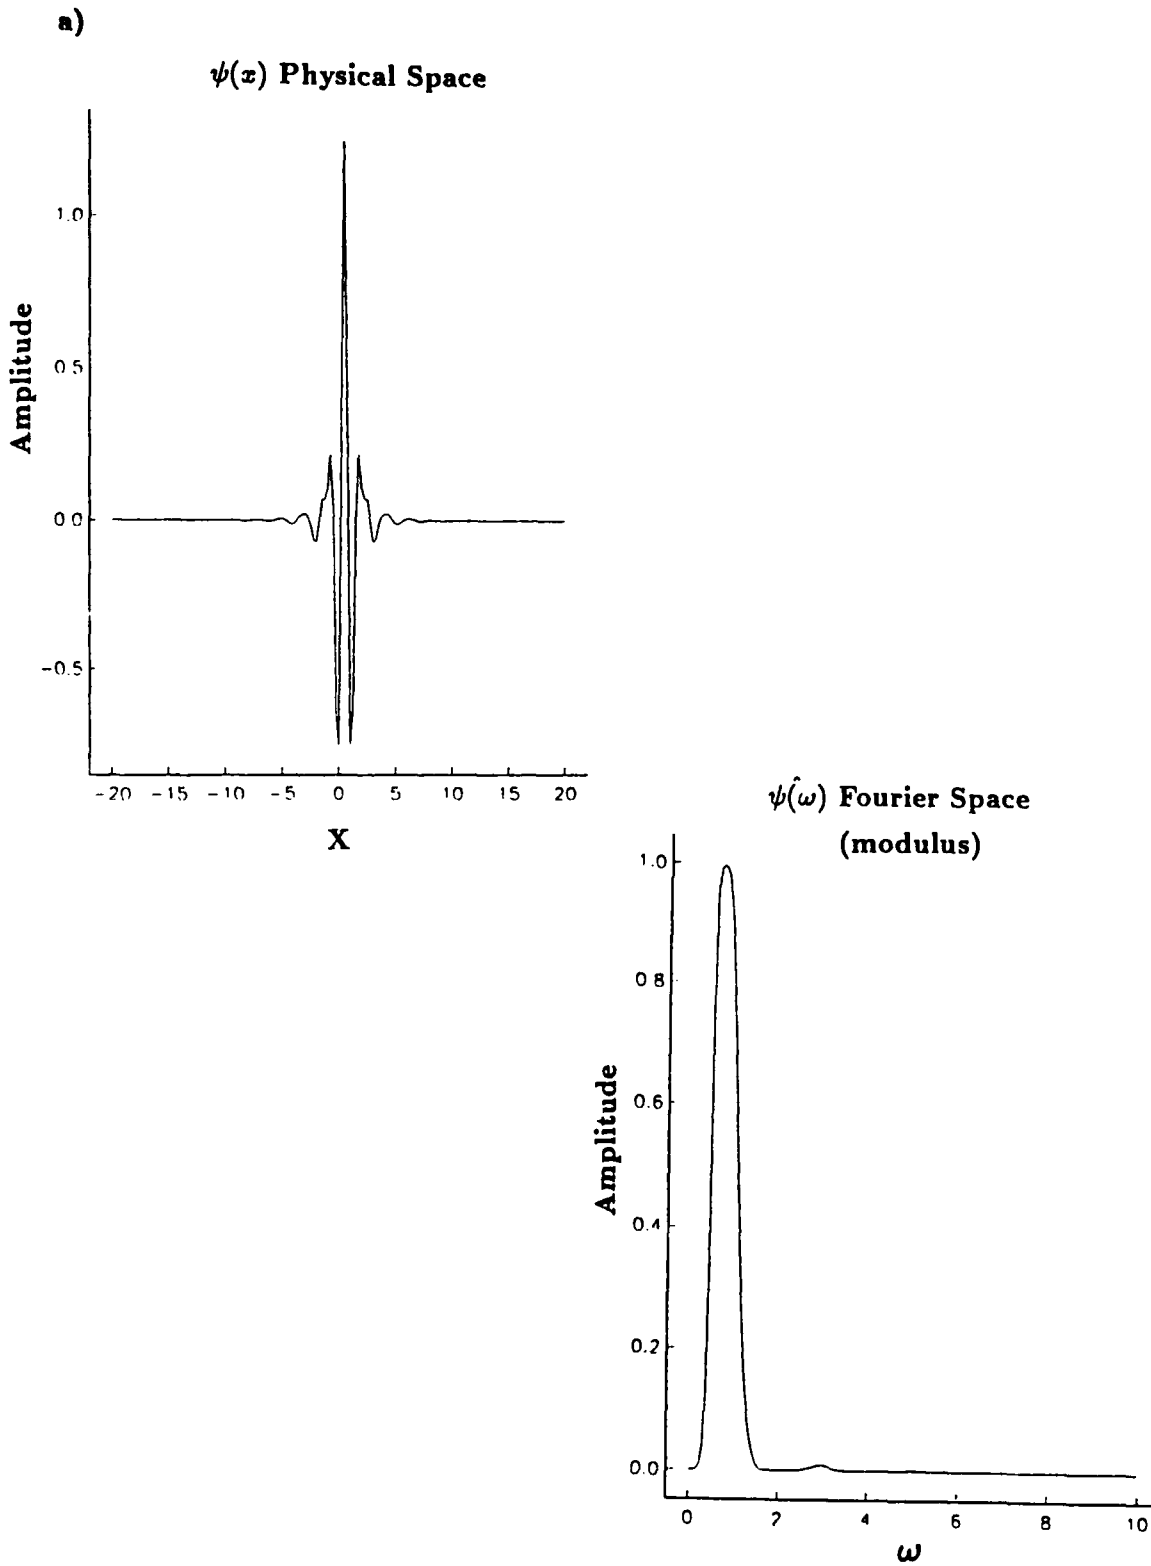 a)
ψ(x) Physical Space
1.0
0.5
0.0
-0.5
Amplitude
-20 -15 -10 -5 0 5 10 15 20
X
ψ(̂ω) Fourier Space
(modulus)
1.0
0.8
0.6
0.4
0.2
0.0
Amplitude
0 2 4 6 8 10
ω